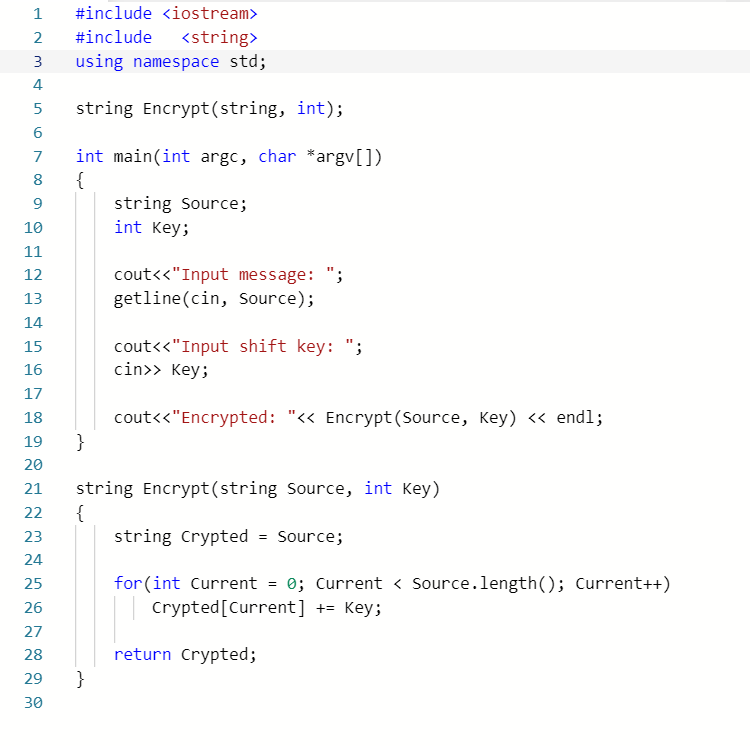 1 #include <iostream>
2 #include   <string>
3 using namespace std;
4
5 string Encrypt(string, int);
6
7 int main(int argc, char *argv[])
8 {
9     string Source;
10     int Key;
11
12     cout<<"Input message: ";
13     getline(cin, Source);
14
15     cout<<"Input shift key: ";
16     cin>> Key;
17
18     cout<<"Encrypted: "<< Encrypt(Source, Key) << endl;
19 }
20
21 string Encrypt(string Source, int Key)
22 {
23     string Crypted = Source;
24
25     for(int Current = 0; Current < Source.length(); Current++)
26         Crypted[Current] += Key;
27
28     return Crypted;
29 }
30